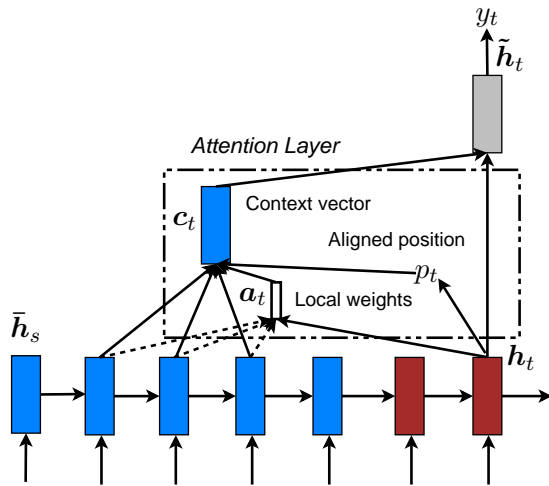 y_t
h̃_t
Attention Layer
c_t
Context vector
Aligned position
p_t
a_t
Local weights
h̄_s
h_t